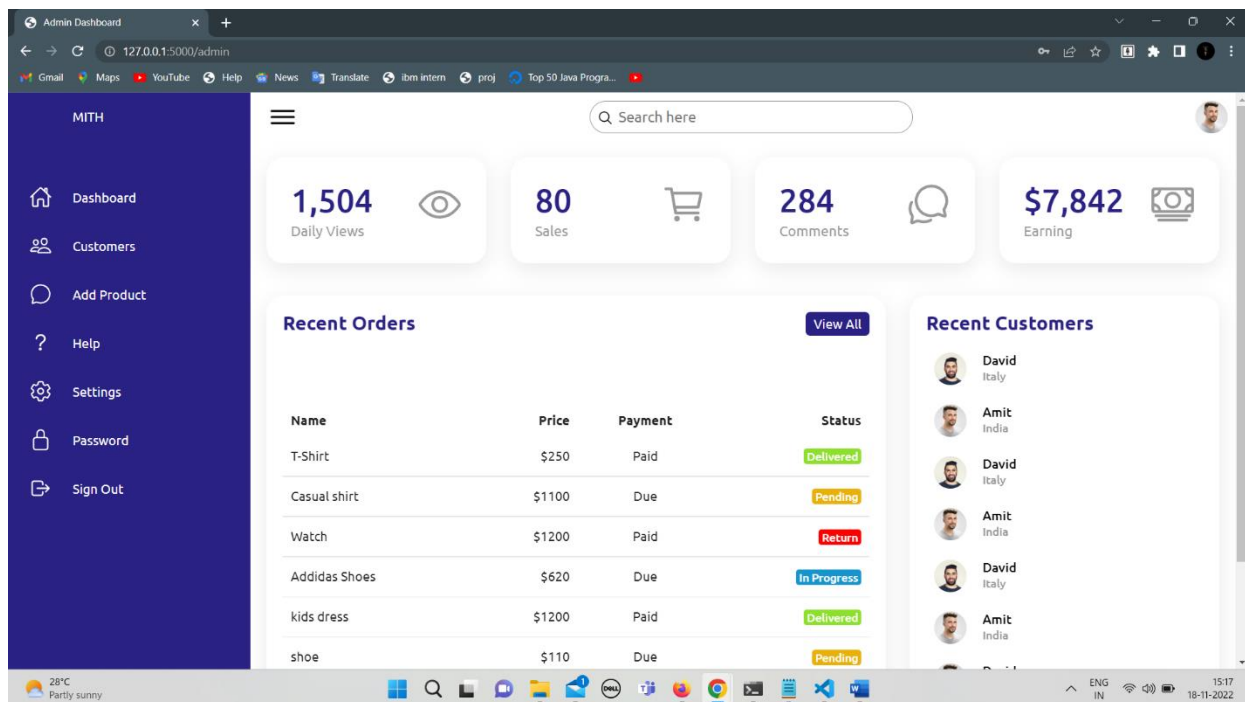 Admin Dashboard
127.0.0.1:5000/admin
Gmail Maps YouTube Help News Translate ibm intern proj Top 50 Java Progra...
MITH
Search here
Dashboard
Customers
Add Product
Help
Settings
Password
Sign Out
1,504
Daily Views
80
Sales
284
Comments
$7,842
Earning
Recent Orders
View All
Name Price Payment Status
T-Shirt $250 Paid Delivered
Casual shirt $1100 Due Pending
Watch $1200 Paid Return
Addidas Shoes $620 Due In Progress
kids dress $1200 Paid Delivered
shoe $110 Due Pending
Recent Customers
David
Italy
Amit
India
David
Italy
Amit
India
David
Italy
Amit
India
28°C
Partly sunny
DELL
ENG
IN
15:17
18-11-2022